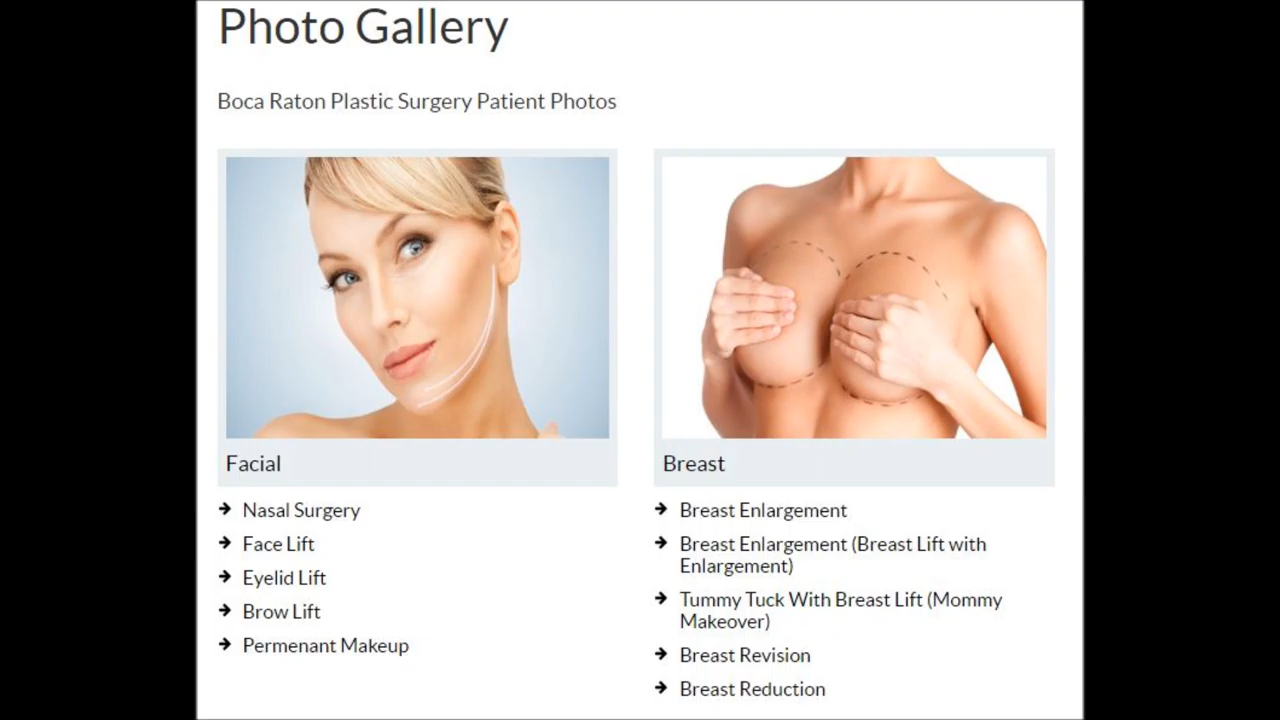 Photo Gallery
Boca Raton Plastic Surgery Patient Photos
Facial
Nasal Surgery
Face Lift
Eyelid Lift
Brow Lift
Permenant Makeup
Breast
Breast Enlargement
Breast Enlargement (Breast Lift with
Enlargement)
Tummy Tuck With Breast Lift (Mommy
Makeover)
Breast Revision
Breast Reduction